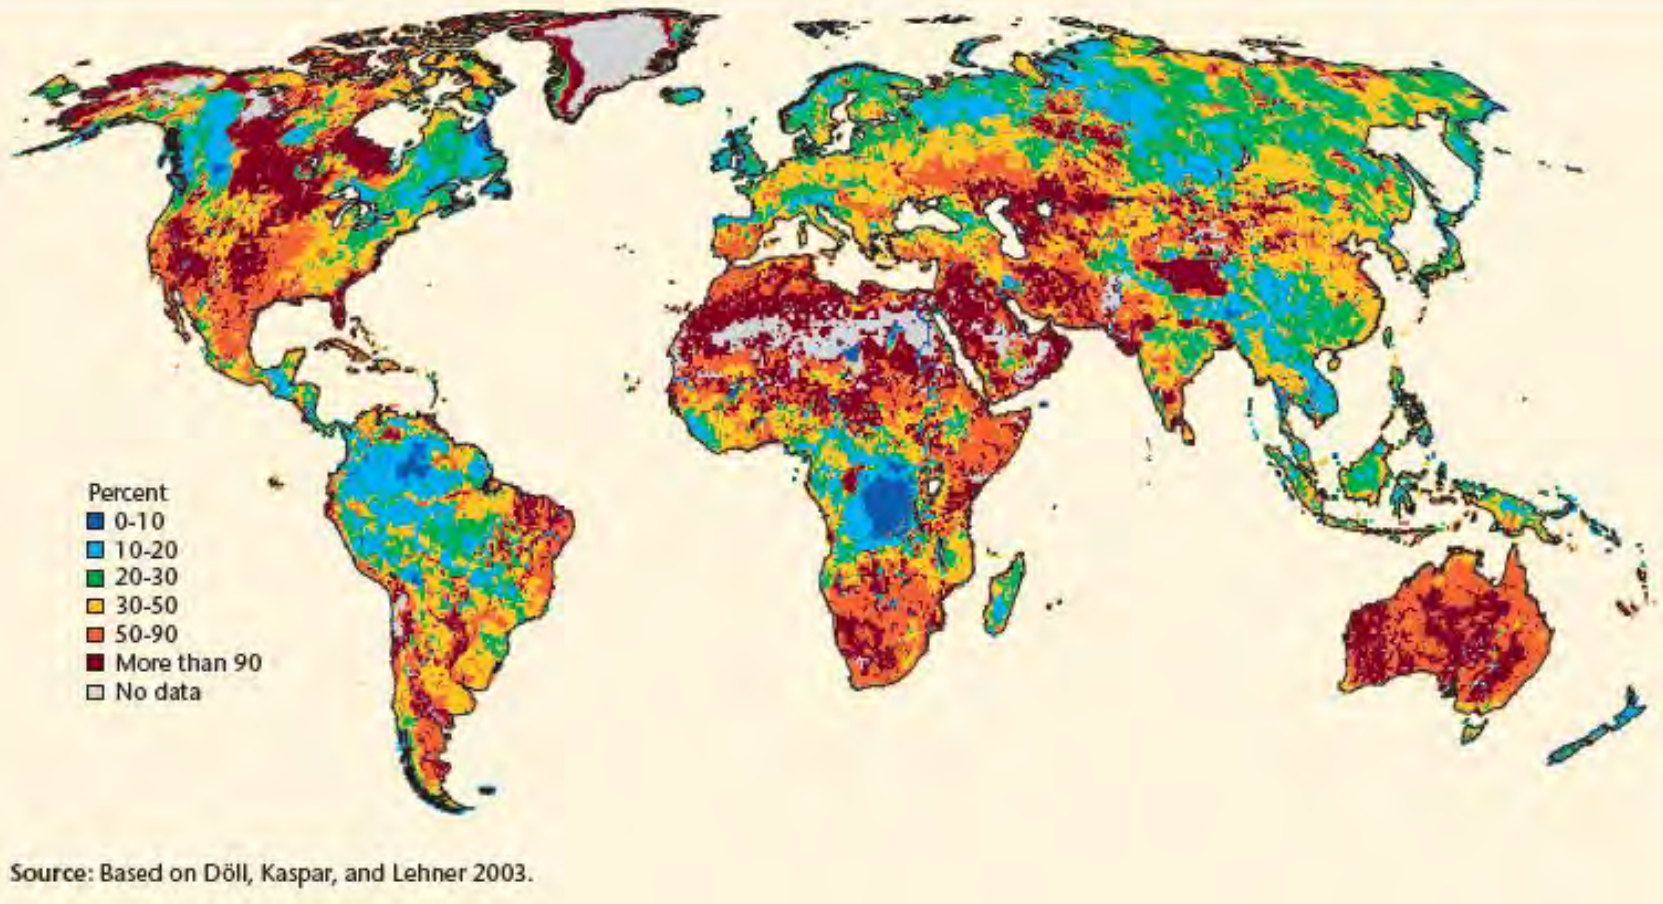 Percent
0-10
10-20
20-30
30-50
50-90
More than 90
No data
Source: Based on Döll, Kaspar, and Lehner 2003.